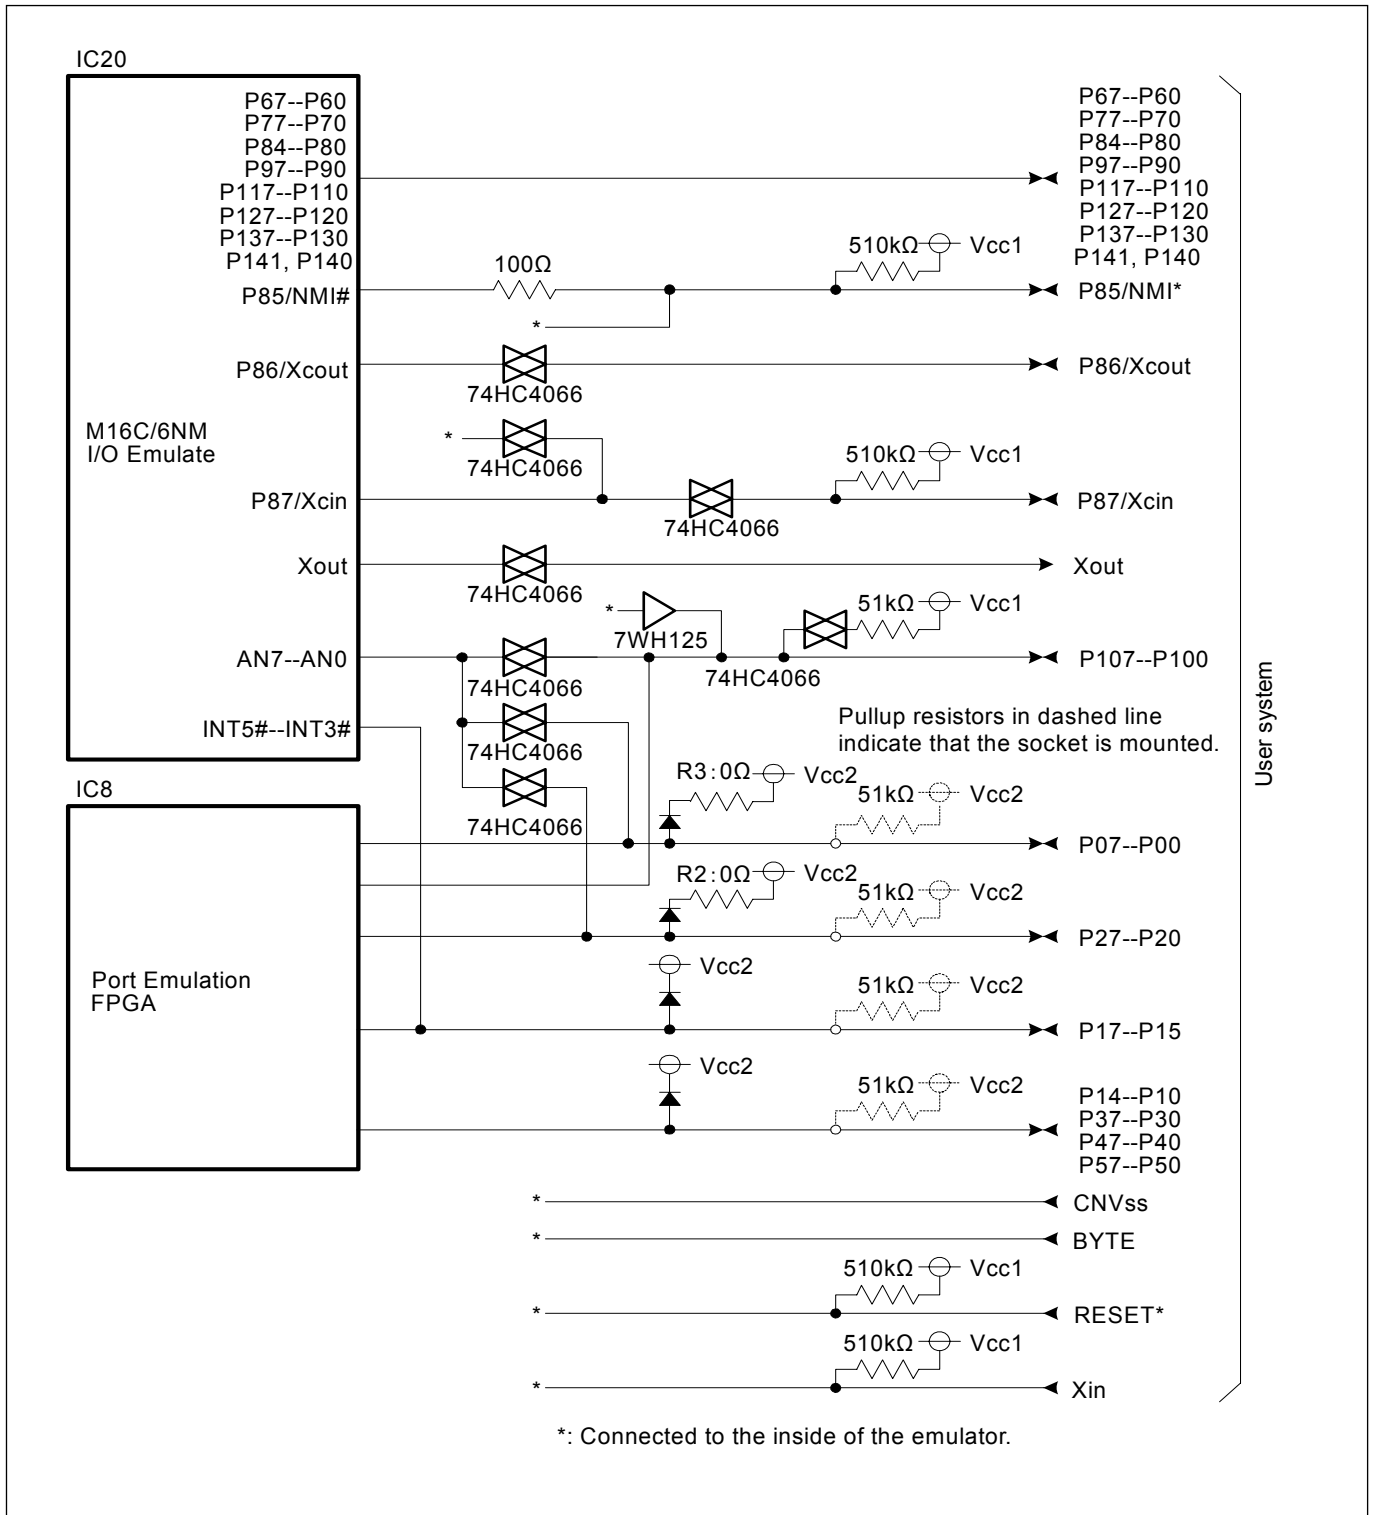 IC20
P67--P60
P77--P70
P84--P80
P97--P90
P117--P110
P127--P120
P137--P130
P141, P140
P67--P60
P77--P70
P84--P80
P97--P90
P117--P110
P127--P120
P137--P130
P141, P140
510kΩ Vcc1
100Ω
P85/NMI#
P85/NMI*
*
P86/Xcout
P86/Xcout
74HC4066
M16C/6NM
I/O Emulate
*
74HC4066
510kΩ Vcc1
P87/Xcin
P87/Xcin
74HC4066
Xout
Xout
74HC4066
51kΩ Vcc1
*
7WH125
AN7--AN0
P107--P100
74HC4066
74HC4066
INT5#--INT3#
74HC4066
Pullup resistors in dashed line
indicate that the socket is mounted.
User system
IC8
74HC4066
R3:0Ω Vcc2
51kΩ Vcc2
P07--P00
R2:0Ω Vcc2
51kΩ Vcc2
P27--P20
Port Emulation
FPGA
Vcc2
51kΩ Vcc2
P17--P15
Vcc2
51kΩ Vcc2
P14--P10
P37--P30
P47--P40
P57--P50
* CNVss
* BYTE
510kΩ Vcc1
* RESET*
510kΩ Vcc1
* Xin
*: Connected to the inside of the emulator.